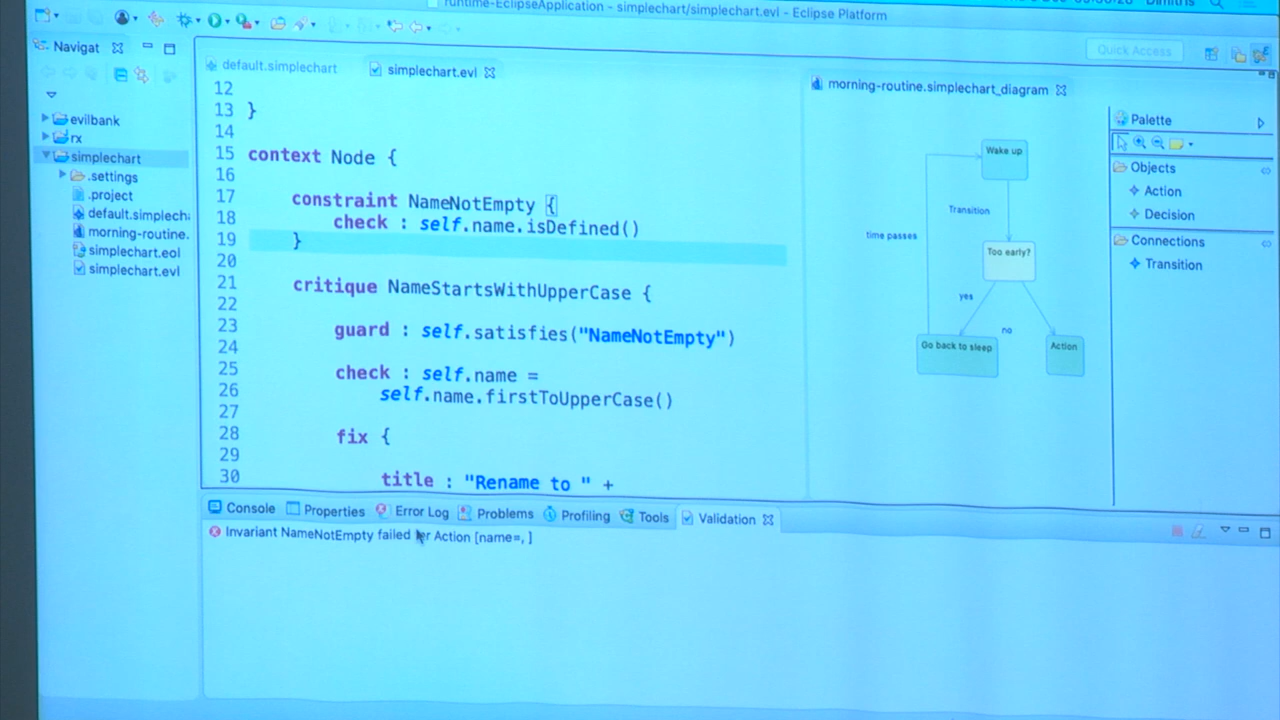 runtime-EclipseApplication - simplechart/simplechart.evl - Eclipse Platform
Quick Access
Navigat
evilbank
rx
simplechart
.settings
.project
default.simplecha
morning-routine.
simplechart.eol
simplechart.evl
default.simplechart
simplechart.evl
12
13 }
14
15 context Node {
16
17 constraint NameNotEmpty {
18 check : self.name.isDefined()
19 }
20
21 critique NameStartsWithUpperCase {
22
23 guard : self.satisfies("NameNotEmpty")
24
25 check : self.name =
26 self.name.firstToUpperCase()
27
28 fix {
29
30 title : "Rename to " +
morning-routine.simplechart_diagram
Wake up
Transition
time passes
Too early?
yes
no
Go back to sleep
Action
Palette
Objects
Action
Decision
Connections
Transition
Console
Properties
Error Log
Problems
Profiling
Tools
Validation
Invariant NameNotEmpty failed Action [name=, ]